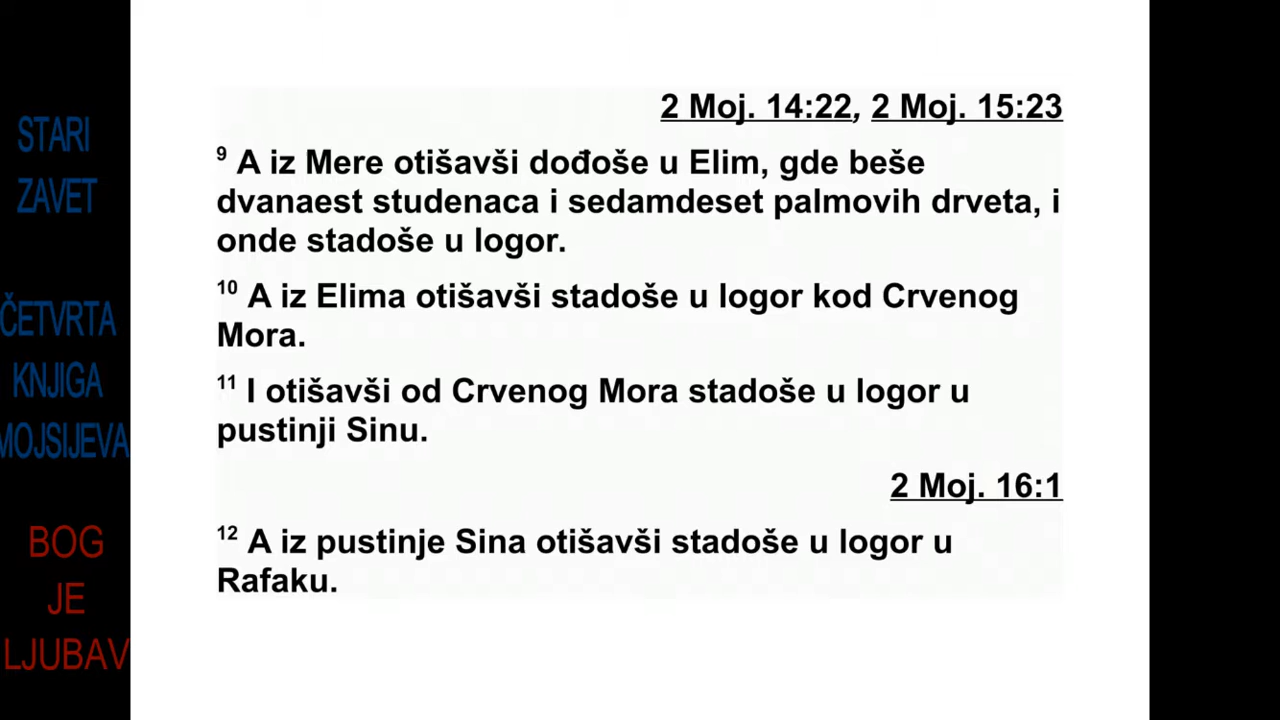 STARI
ZAVET
ČETVRTA
KNJIGA
MOJSIJEVA
BOG
JE
LJUBAV
2 Moj. 14:22, 2 Moj. 15:23
9 A iz Mere otišavši dođoše u Elim, gde beše
dvanaest studenaca i sedamdeset palmovih drveta, i
onde stadoše u logor.
10 A iz Elima otišavši stadoše u logor kod Crvenog
Mora.
11 I otišavši od Crvenog Mora stadoše u logor u
pustinji Sinu.
2 Moj. 16:1
12 A iz pustinje Sina otišavši stadoše u logor u
Rafaku.